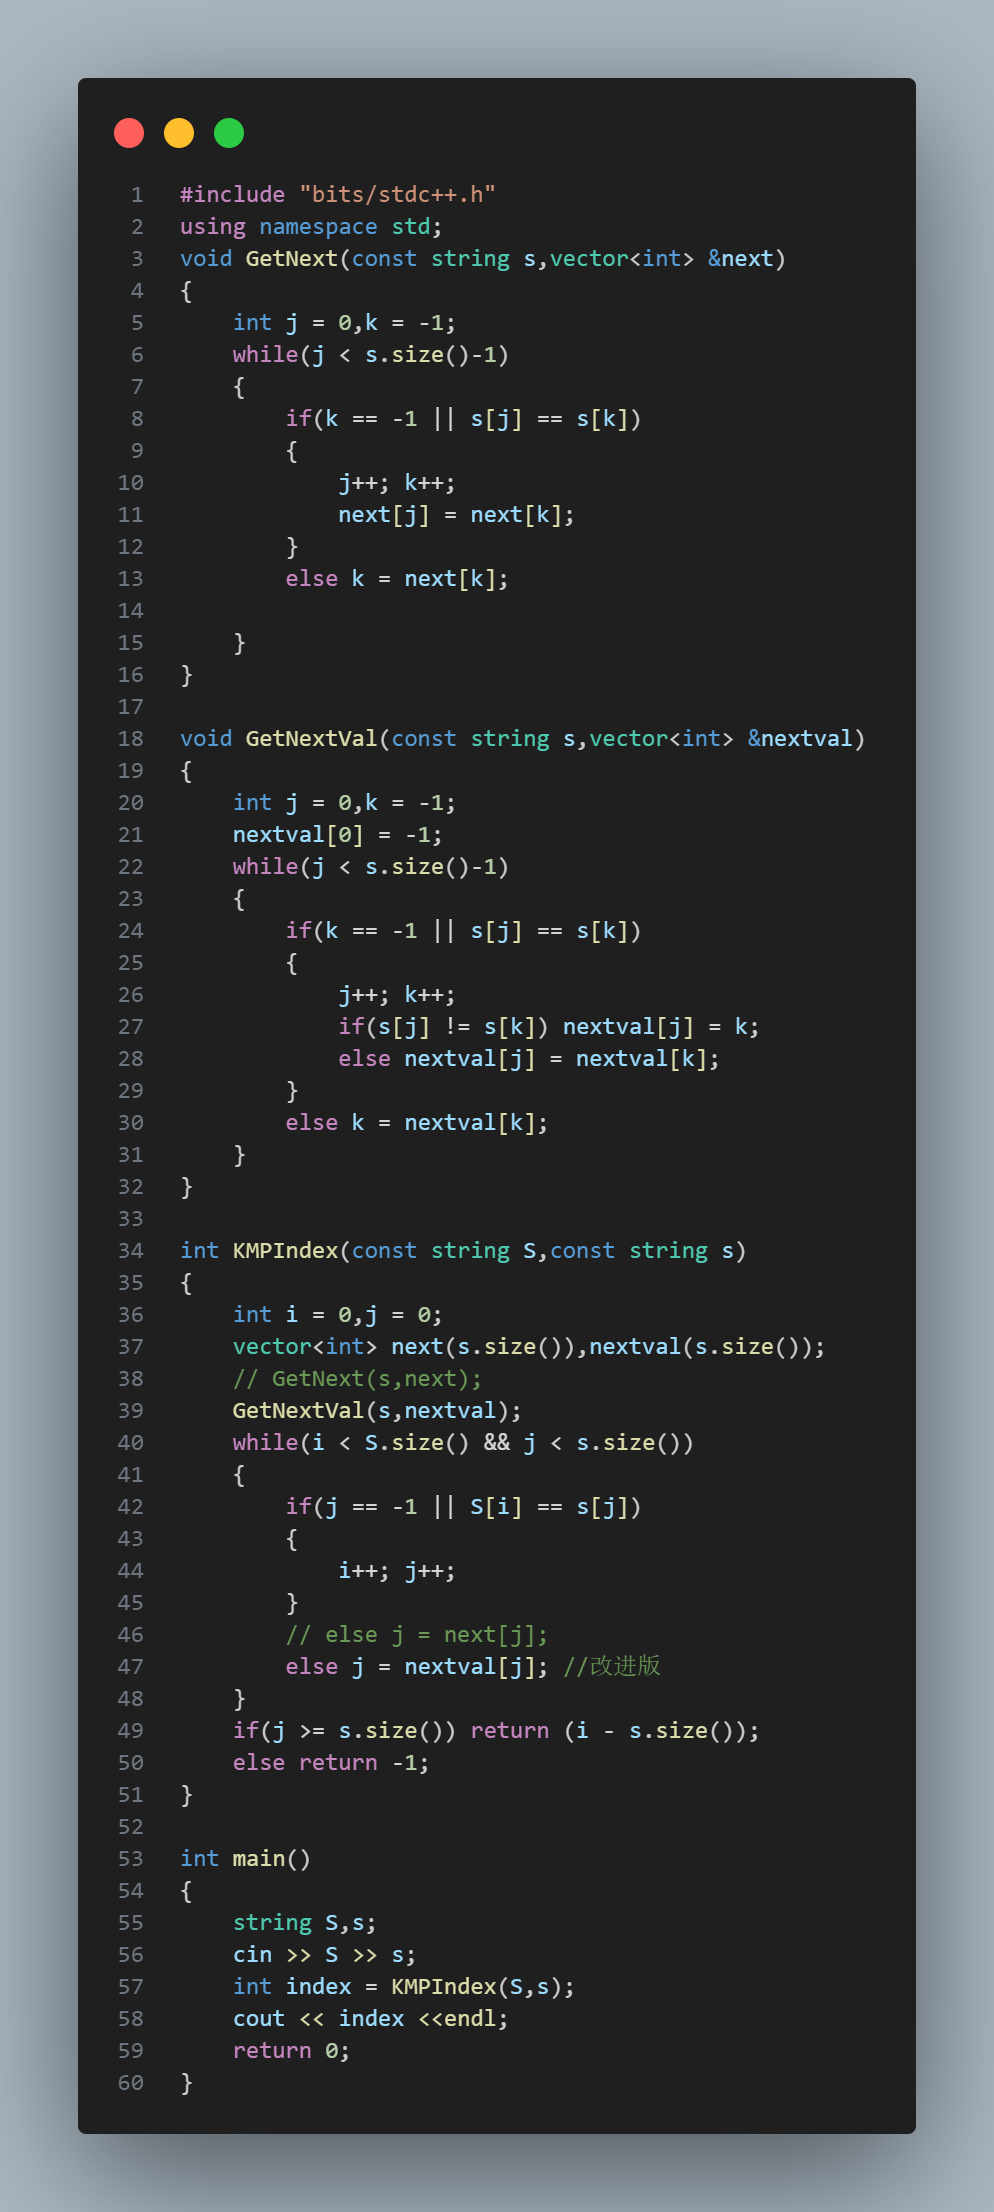 1 #include "bits/stdc++.h"
2 using namespace std;
3 void GetNext(const string s,vector<int> &next)
4 {
5     int j = 0,k = -1;
6     while(j < s.size()-1)
7     {
8         if(k == -1 || s[j] == s[k])
9         {
10             j++; k++;
11             next[j] = next[k];
12         }
13         else k = next[k];
14
15     }
16 }
17
18 void GetNextVal(const string s,vector<int> &nextval)
19 {
20     int j = 0,k = -1;
21     nextval[0] = -1;
22     while(j < s.size()-1)
23     {
24         if(k == -1 || s[j] == s[k])
25         {
26             j++; k++;
27             if(s[j] != s[k]) nextval[j] = k;
28             else nextval[j] = nextval[k];
29         }
30         else k = nextval[k];
31     }
32 }
33
34 int KMPIndex(const string S,const string s)
35 {
36     int i = 0,j = 0;
37     vector<int> next(s.size()),nextval(s.size());
38     // GetNext(s,next);
39     GetNextVal(s,nextval);
40     while(i < S.size() && j < s.size())
41     {
42         if(j == -1 || S[i] == s[j])
43         {
44             i++; j++;
45         }
46         // else j = next[j];
47         else j = nextval[j]; //改进版
48     }
49     if(j >= s.size()) return (i - s.size());
50     else return -1;
51 }
52
53 int main()
54 {
55     string S,s;
56     cin >> S >> s;
57     int index = KMPIndex(S,s);
58     cout << index <<endl;
59     return 0;
60 }